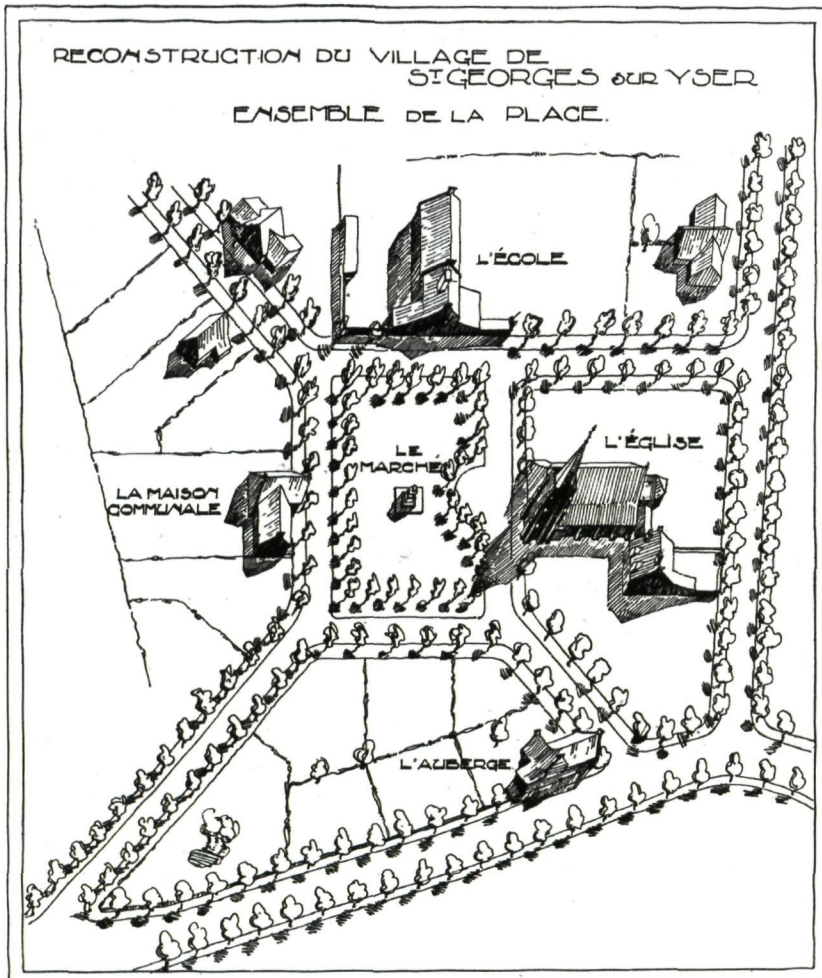 RECONSTRUCTION DU VILLAGE DE
ST GEORGES SUR YSER
ENSEMBLE DE LA PLACE.
L'ÉCOLE
LE
MARCHÉ
L'ÉGLISE
LA MAISON
COMMUNALE
L'AUBERGE